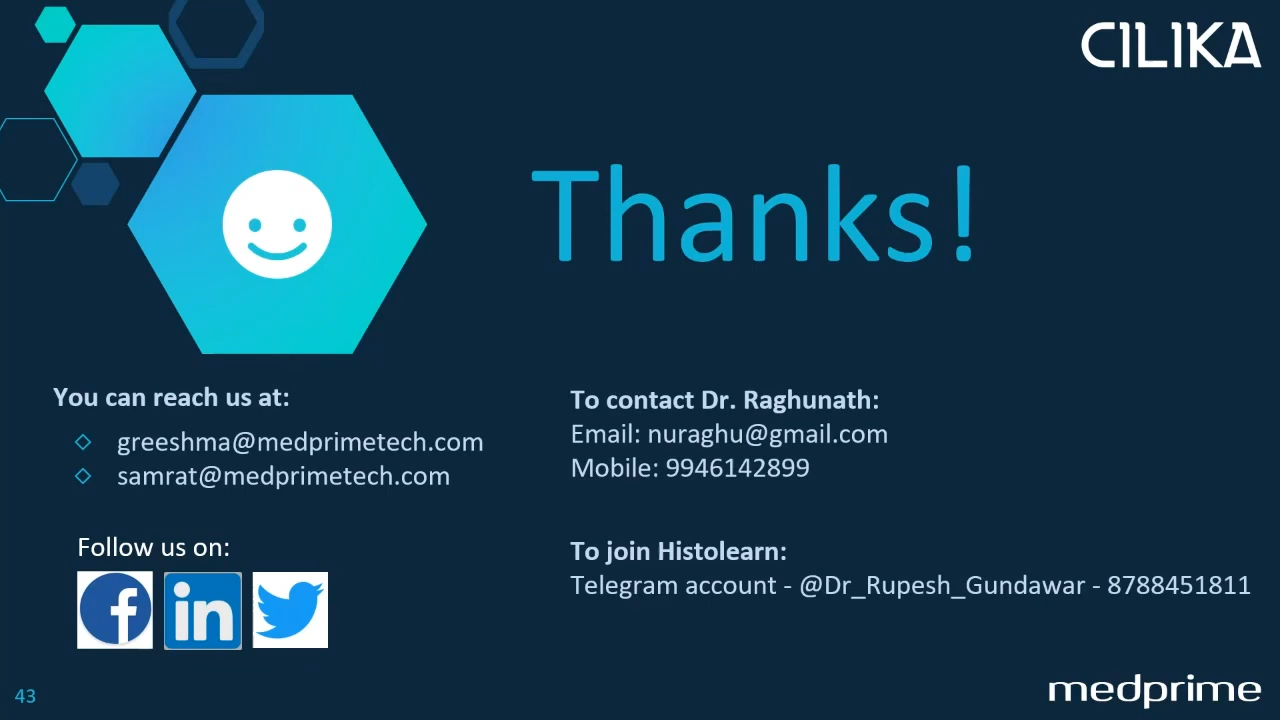 CILIKA
Thanks!
You can reach us at:
greeshma@medprimetech.com
samrat@medprimetech.com
Follow us on:
f
in
To contact Dr. Raghunath:
Email: nuraghu@gmail.com
Mobile: 9946142899
To join Histolearn:
Telegram account - @Dr_Rupesh_Gundawar - 8788451811
43
medprime